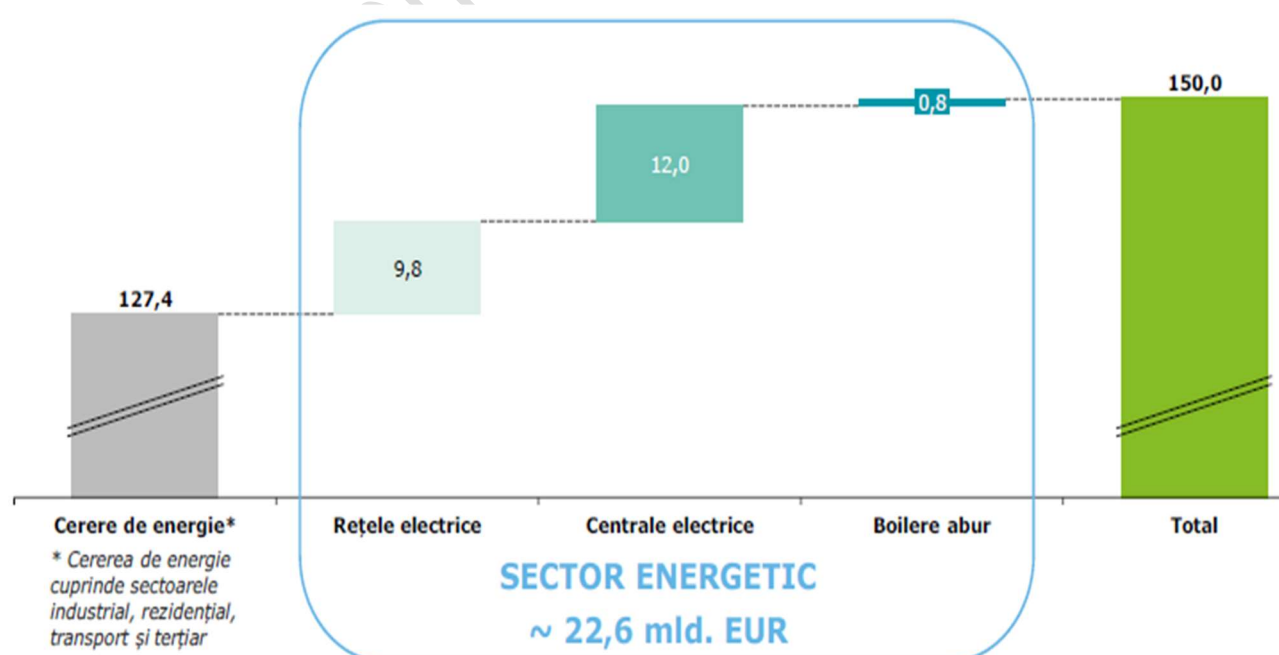 150,0
0,8
12,0
9,8
127,4
Cerere de energie*
Rețele electrice
Centrale electrice
Boilere abur
Total
* Cererea de energie
cuprinde sectoarele
industrial, rezidențial,
transport și terțiar
SECTOR ENERGETIC
~ 22,6 mld. EUR